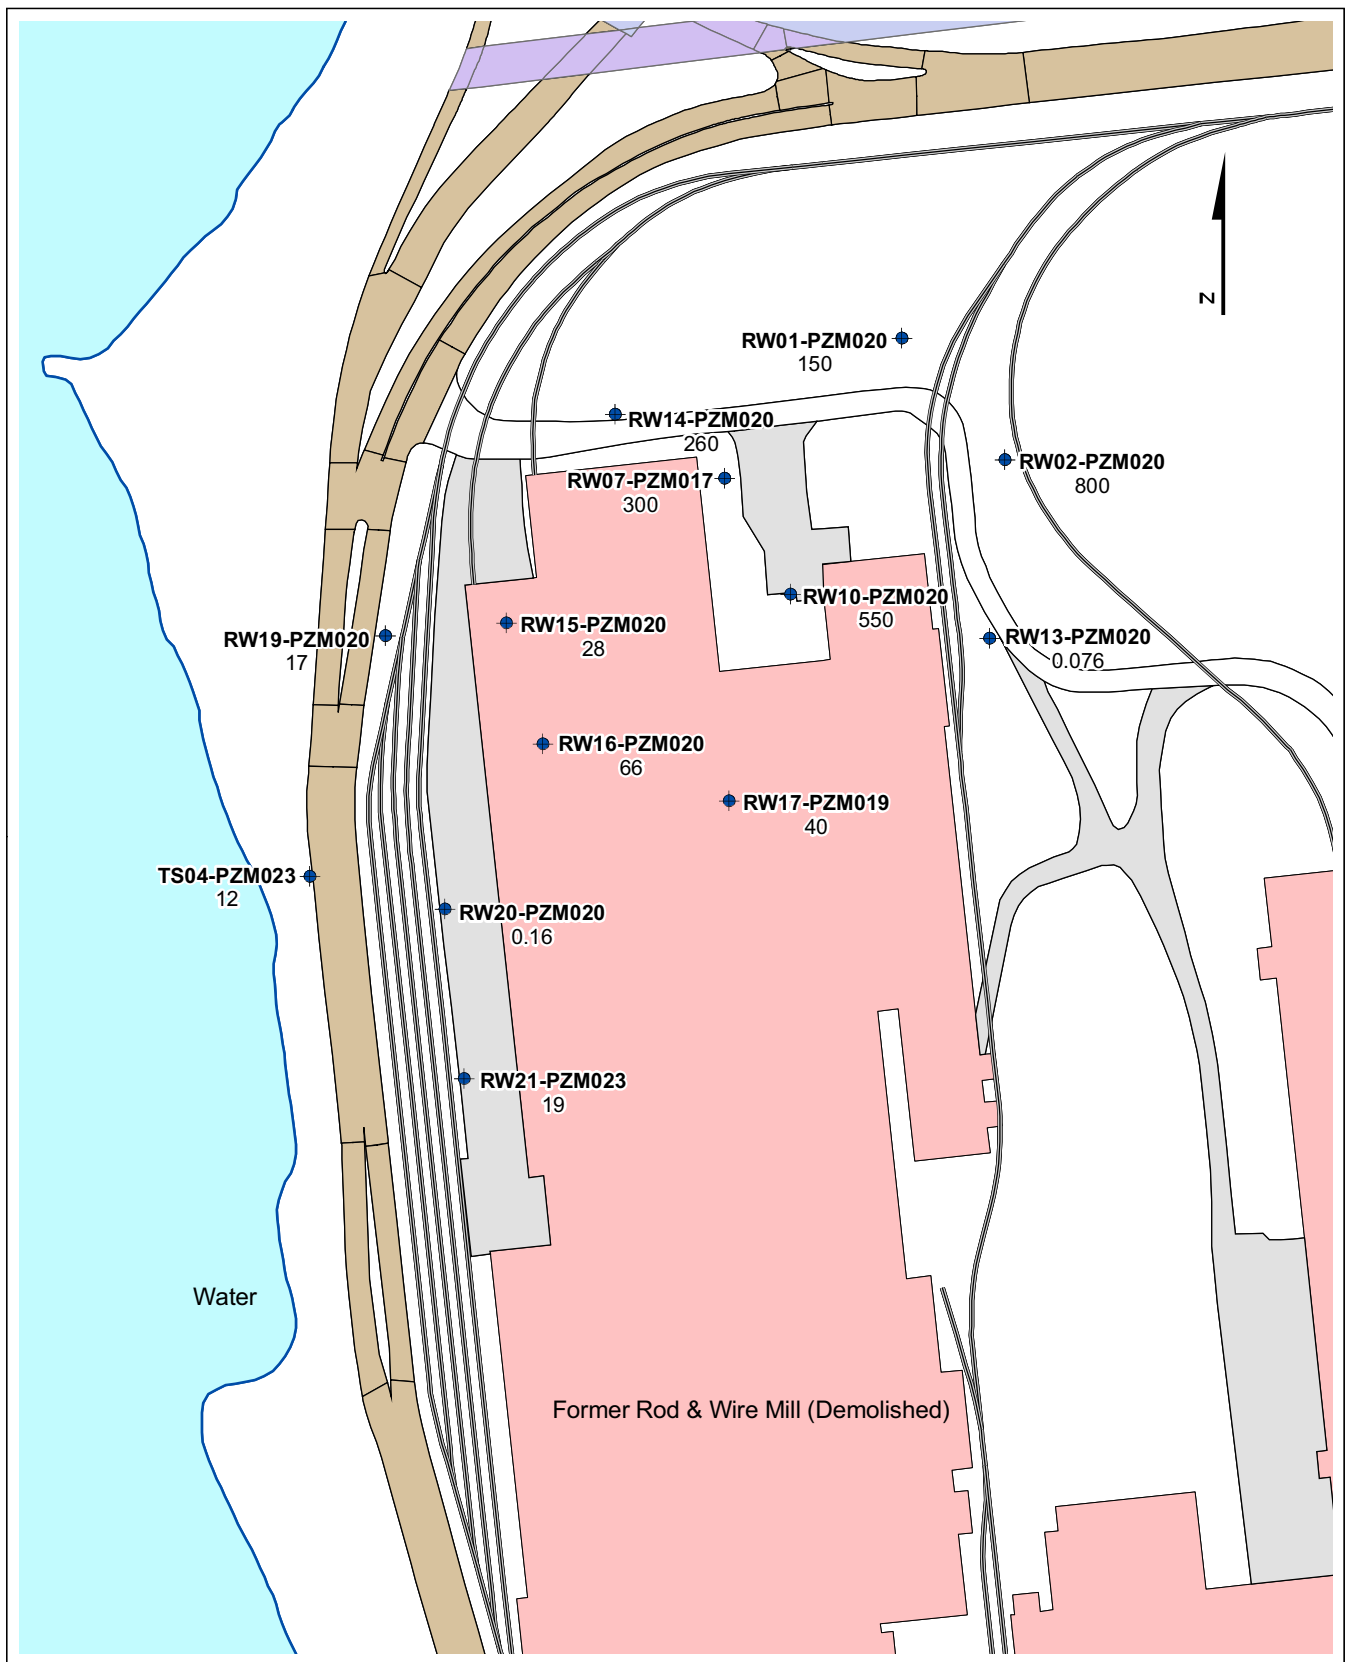 N
RW01-PZM020
150
RW14-PZM020
260
RW02-PZM020
800
RW07-PZM017
300
RW10-PZM020
550
RW15-PZM020
28
RW19-PZM020
17
RW13-PZM020
0.076
RW16-PZM020
66
RW17-PZM019
40
TS04-PZM023
12
RW20-PZM020
0.16
RW21-PZM023
19
Water
Former Rod & Wire Mill (Demolished)